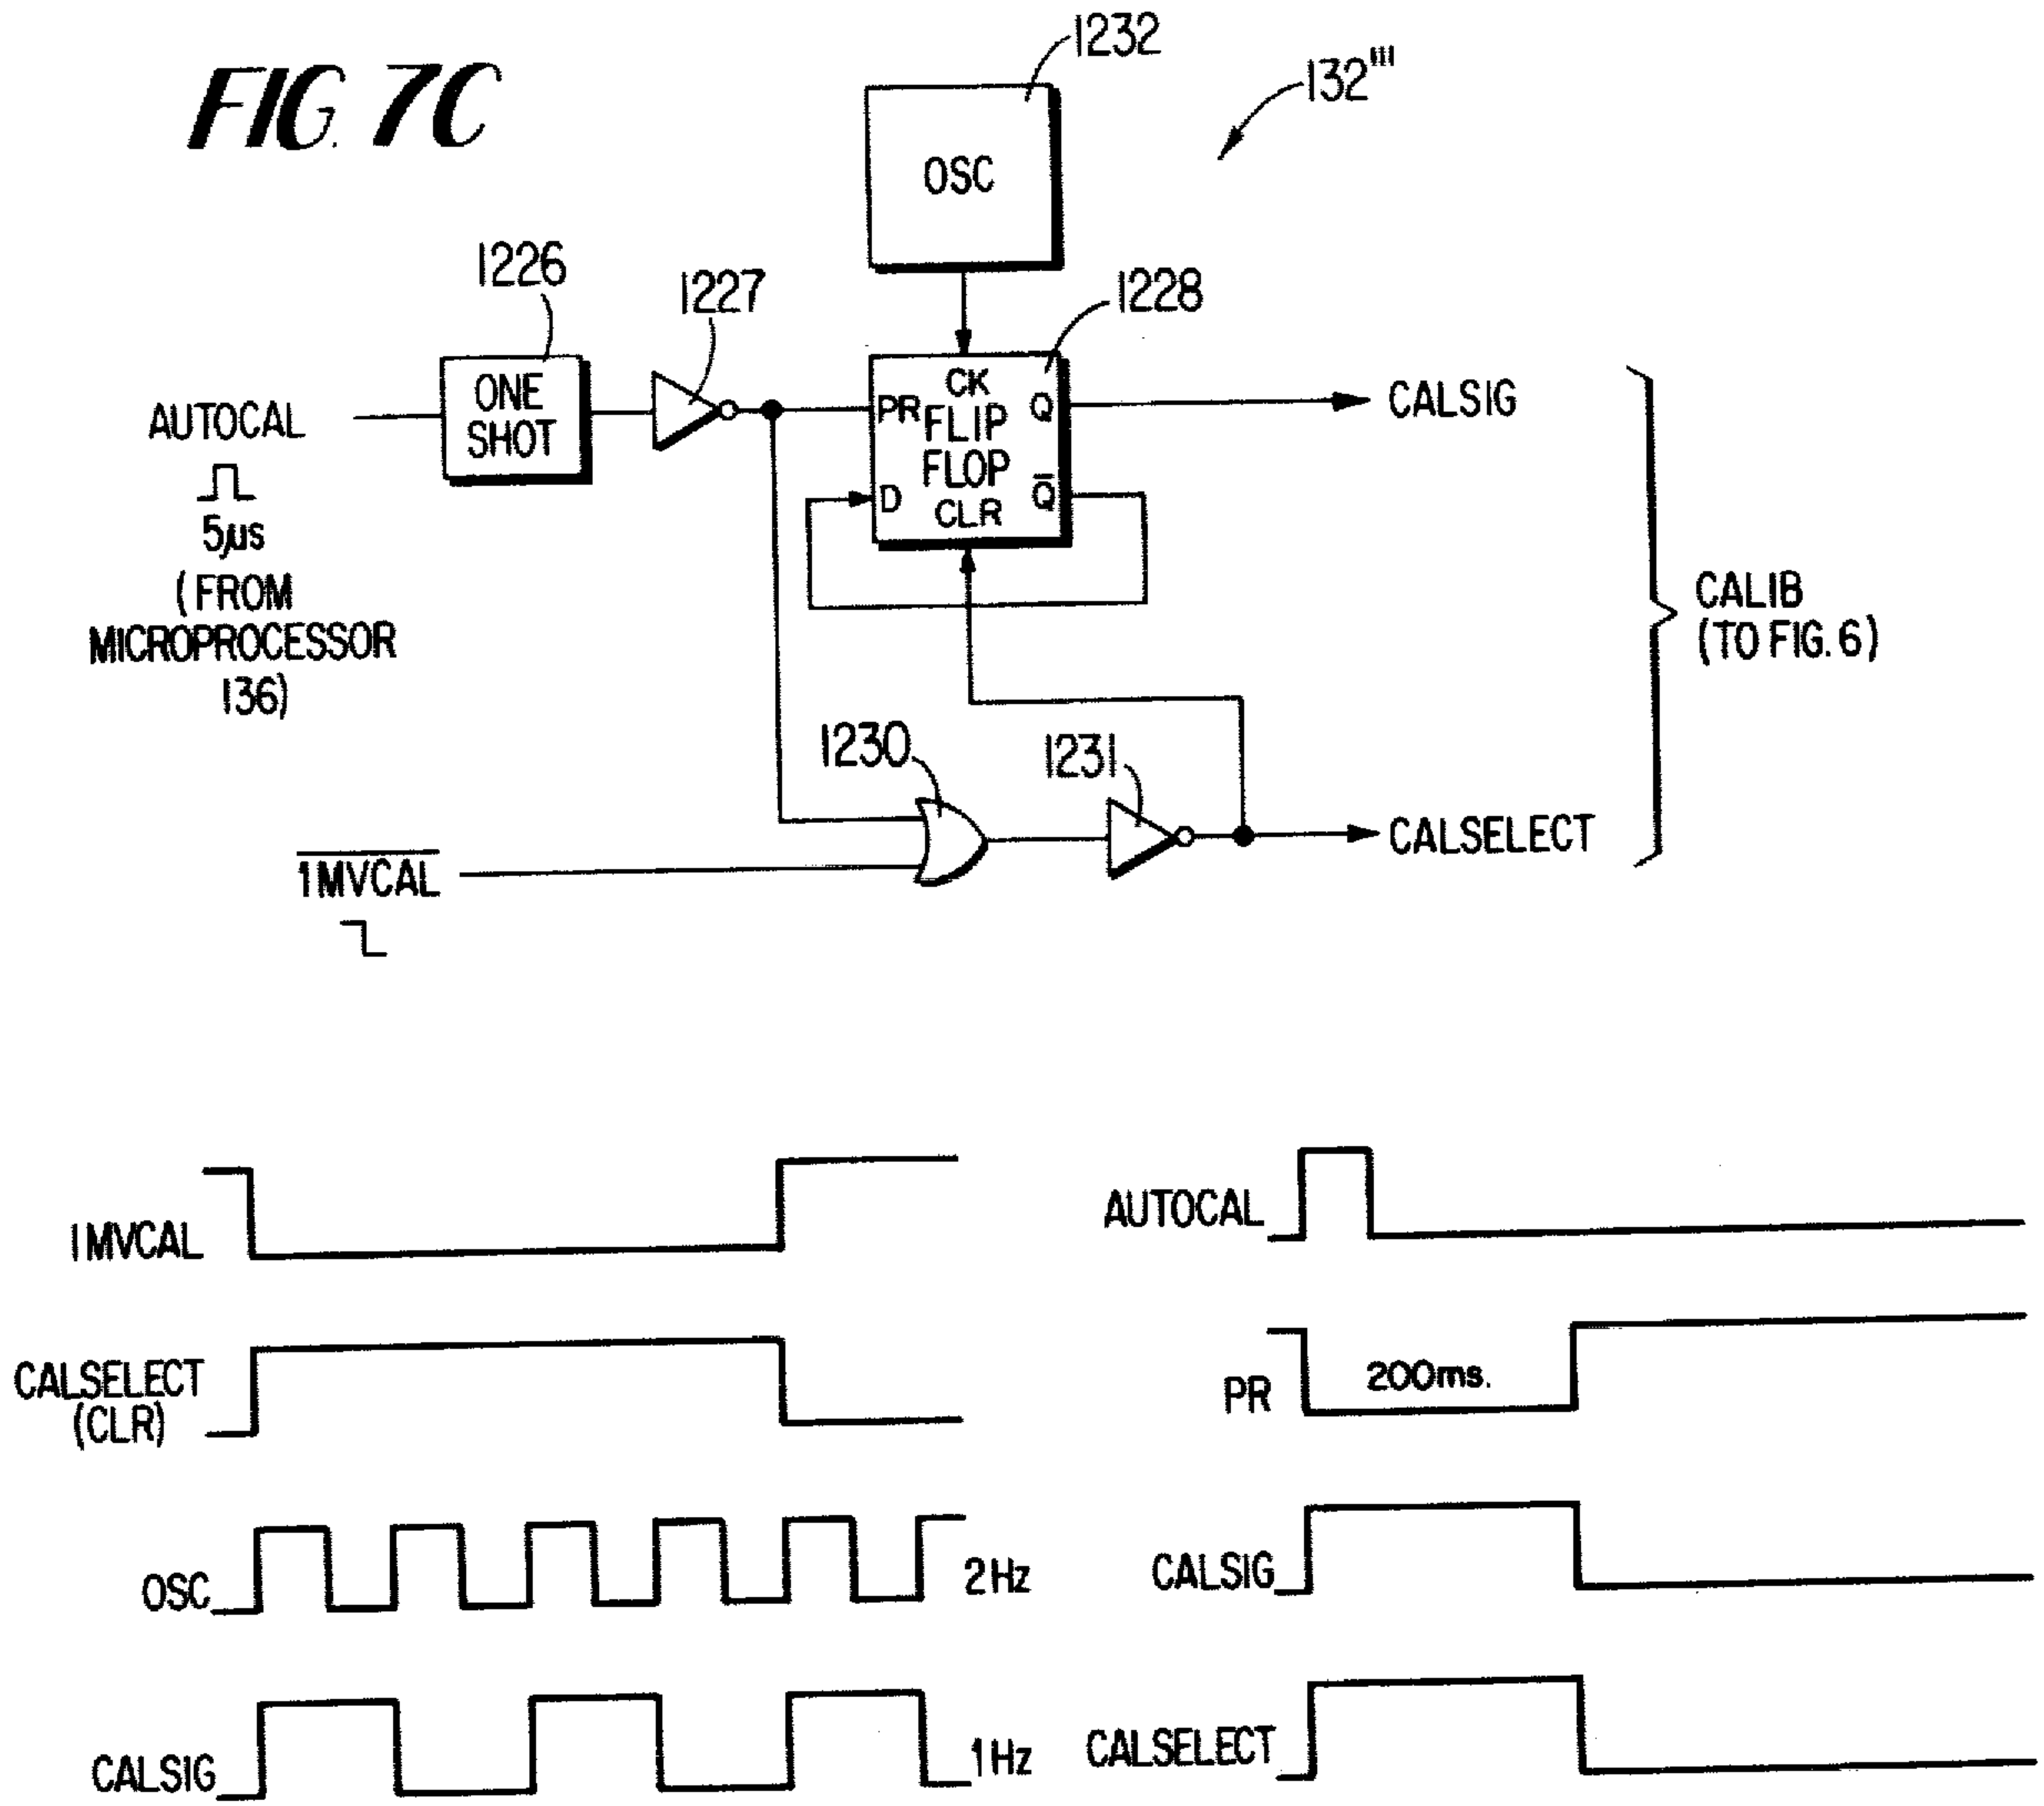 FIG. 7C
1232
132'''
OSC
1226
1227
1228
ONE
SHOT
AUTOCAL
5μs
(FROM
MICROPROCESSOR
136)
CK
PR
FLIP
Q
FLOP
D
Q̅
CLR
CALSIG
CALIB
(TO FIG. 6)
1230
1231
CALSELECT
1̅M̅V̅C̅A̅L̅
1MVCAL
CALSELECT
(CLR)
OSC
2Hz
CALSIG
1Hz
AUTOCAL
PR
200ms.
CALSIG
CALSELECT